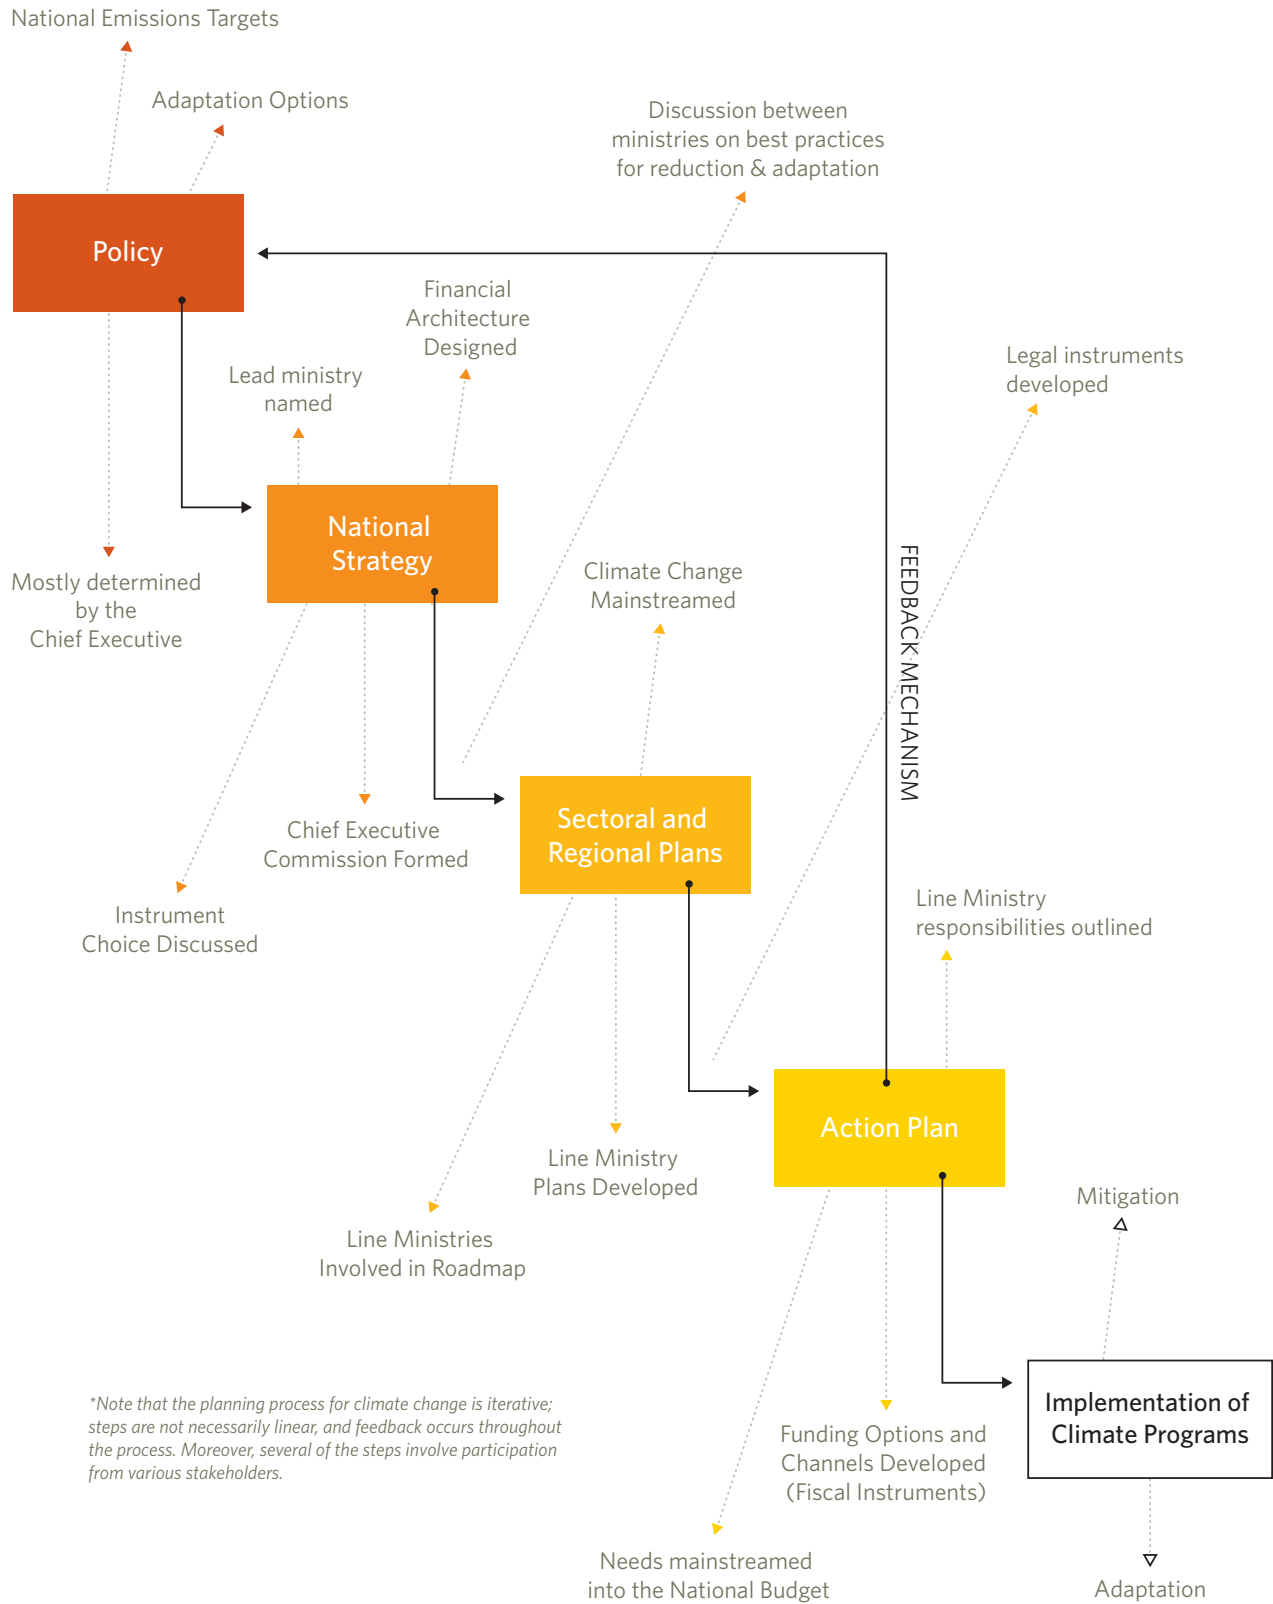 National Emissions Targets
Adaptation Options
Discussion between
ministries on best practices
for reduction & adaptation
Policy
Financial
Architecture
Designed
Lead ministry
named
Legal instruments
developed
National
Strategy
Mostly determined
by the
Chief Executive
Climate Change
Mainstreamed
FEEDBACK MECHANISM
Chief Executive
Commission Formed
Sectoral and
Regional Plans
Instrument
Choice Discussed
Line Ministry
responsibilities outlined
Action Plan
Line Ministry
Plans Developed
Line Ministries
Involved in Roadmap
Mitigation
*Note that the planning process for climate change is iterative;
steps are not necessarily linear, and feedback occurs throughout
the process. Moreover, several of the steps involve participation
from various stakeholders.
Implementation of
Climate Programs
Funding Options and
Channels Developed
(Fiscal Instruments)
Needs mainstreamed
into the National Budget
Adaptation